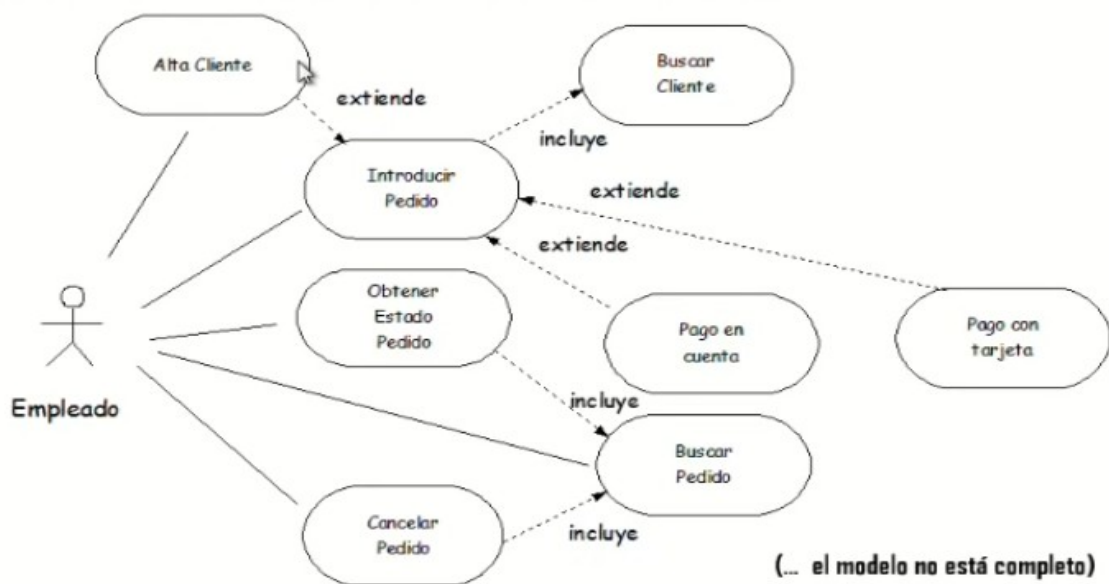 Alta Cliente
Buscar
Cliente
extiende
incluye
Introducir
Pedido
extiende
extiende
Obtener
Estado
Pedido
Pago en
cuenta
Pago con
tarjeta
Empleado
incluye
Buscar
Pedido
Cancelar
Pedido
incluye
(... el modelo no está completo)